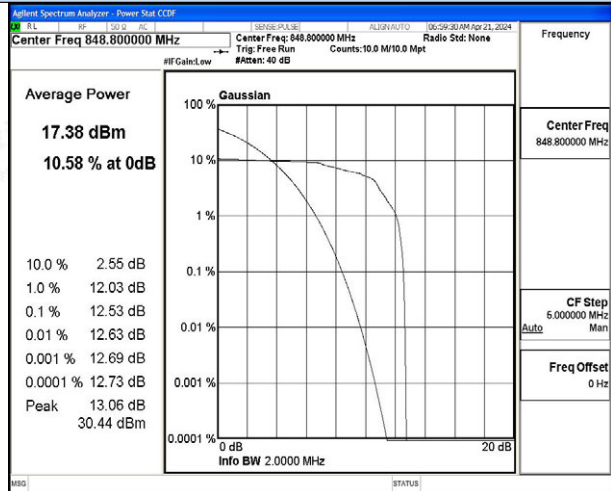 Agilent Spectrum Analyzer - Power Stat CCDF
RL RF 50 Ω AC SENSE:PULSE ALIGN AUTO 06:59:30 AM Apr 21, 2024
Center Freq 848.800000 MHz
Center Freq: 848.800000 MHz Radio Std: None
Trig: Free Run Counts:10.0 M/10.0 Mpt
#IFGain:Low #Atten: 40 dB
Frequency
Average Power
17.38 dBm
10.58 % at 0dB
10.0 % 2.55 dB
1.0 % 12.03 dB
0.1 % 12.53 dB
0.01 % 12.63 dB
0.001 % 12.69 dB
0.0001 % 12.73 dB
Peak 13.06 dB
30.44 dBm
Gaussian
100 %
10 %
1 %
0.1 %
0.01 %
0.001 %
0.0001 %
0 dB 20 dB
Info BW 2.0000 MHz
Center Freq
848.800000 MHz
CF Step
5.000000 MHz
Auto Man
Freq Offset
0 Hz
MSG STATUS